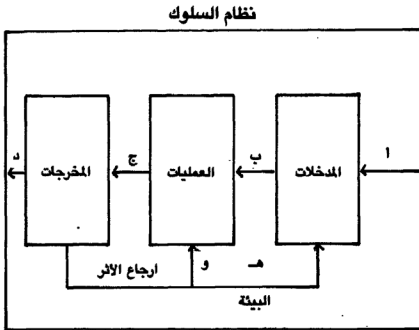 نظام السلوك
أ
المدخلات
ب
العمليات
ج
المخرجات
د
هـ
و
ارجاع الأثر
البيئة